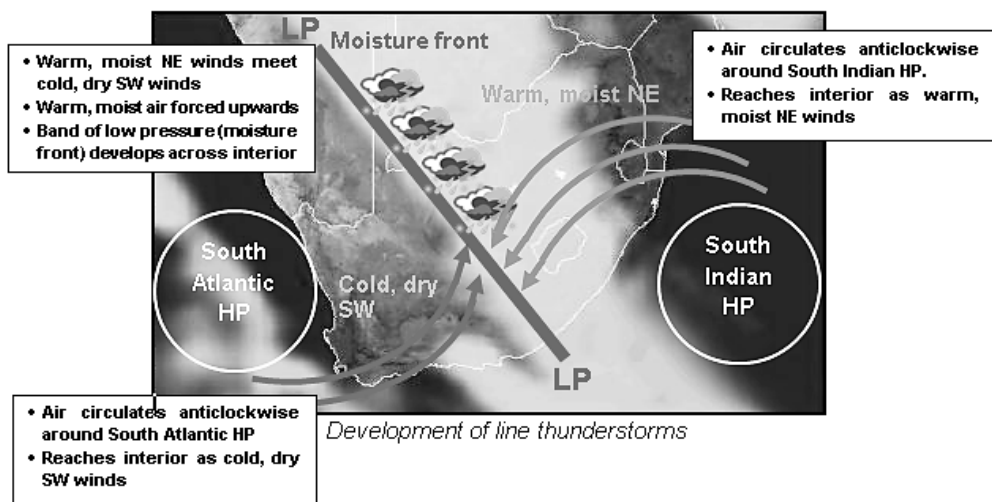 LP
Moisture front
• Warm, moist NE winds meet
cold, dry SW winds
• Warm, moist air forced upwards
• Band of low pressure (moisture
front) develops across interior
Warm, moist NE
• Air circulates anticlockwise
around South Indian HP.
• Reaches interior as warm,
moist NE winds
South
Atlantic
HP
Cold, dry
SW
South
Indian
HP
LP
• Air circulates anticlockwise
around South Atlantic HP
• Reaches interior as cold, dry
SW winds
Development of line thunderstorms